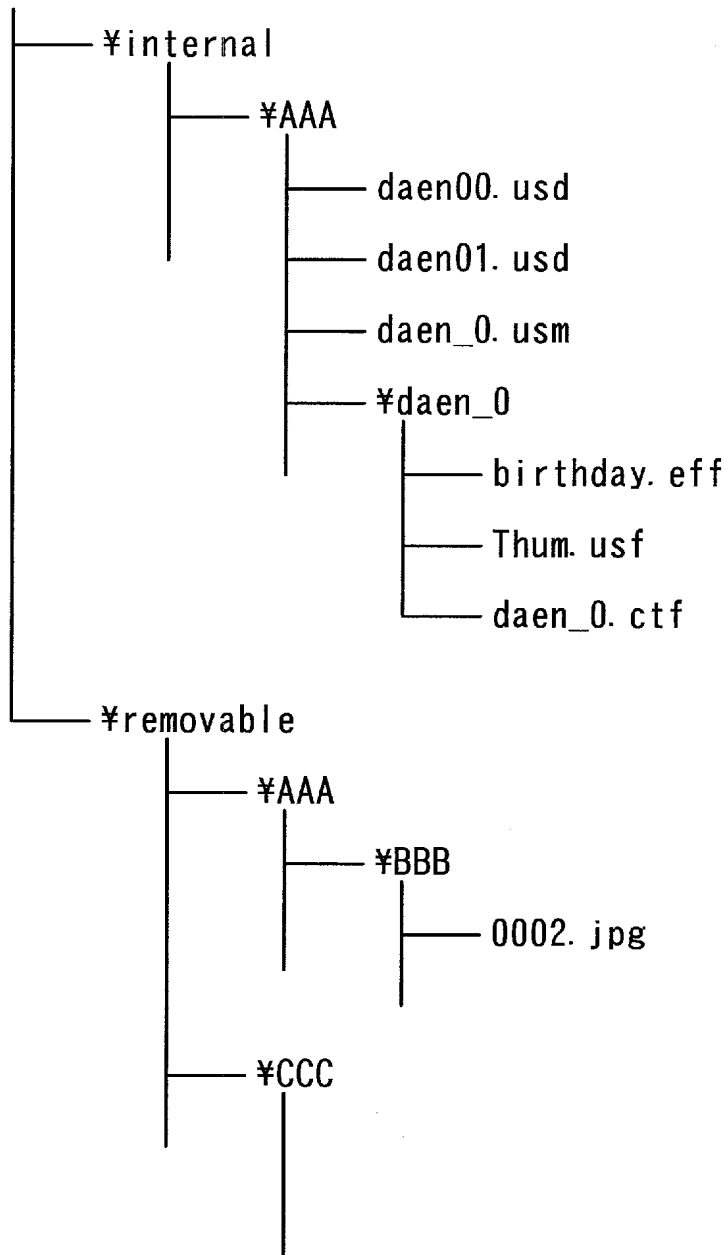 ¥internal
¥AAA
daen00.usd
daen01.usd
daen_0.usm
¥daen_0
birthday.eff
Thum.usf
daen_0.ctf
¥removable
¥AAA
¥BBB
0002.jpg
¥CCC